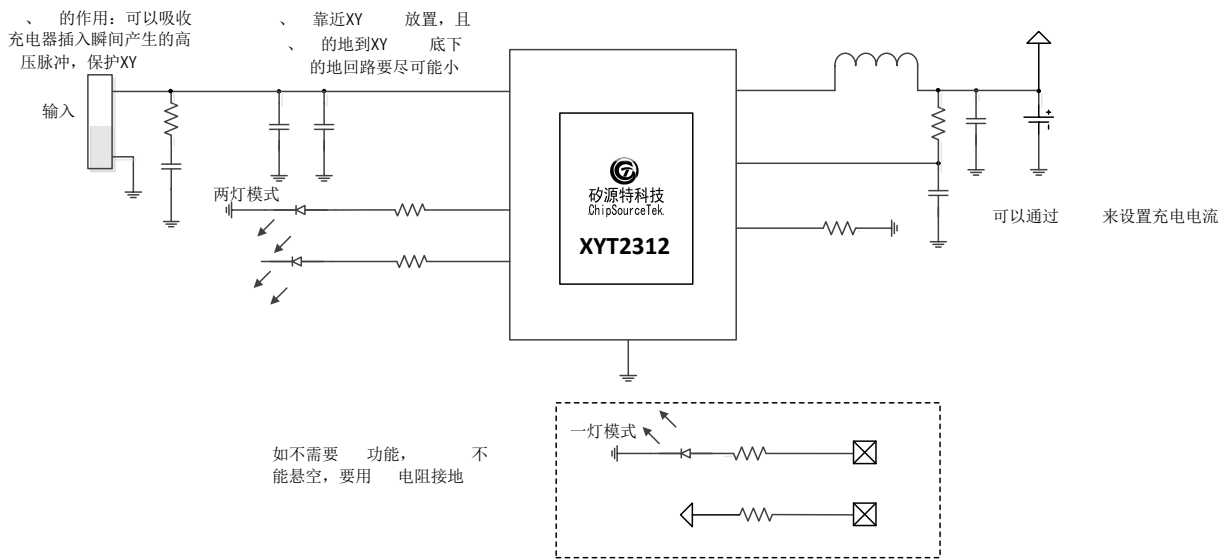 、 的作用：可以吸收
充电器插入瞬间产生的高
压脉冲，保护XY
、 靠近XY 放置，且
、 的地到XY 底下
的地回路要尽可能小
输入
两灯模式
矽源特科技
ChipSourceTek.
XYT2312
+
可以通过 来设置充电电流
一灯模式
如不需要 功能， 不
能悬空，要用 电阻接地